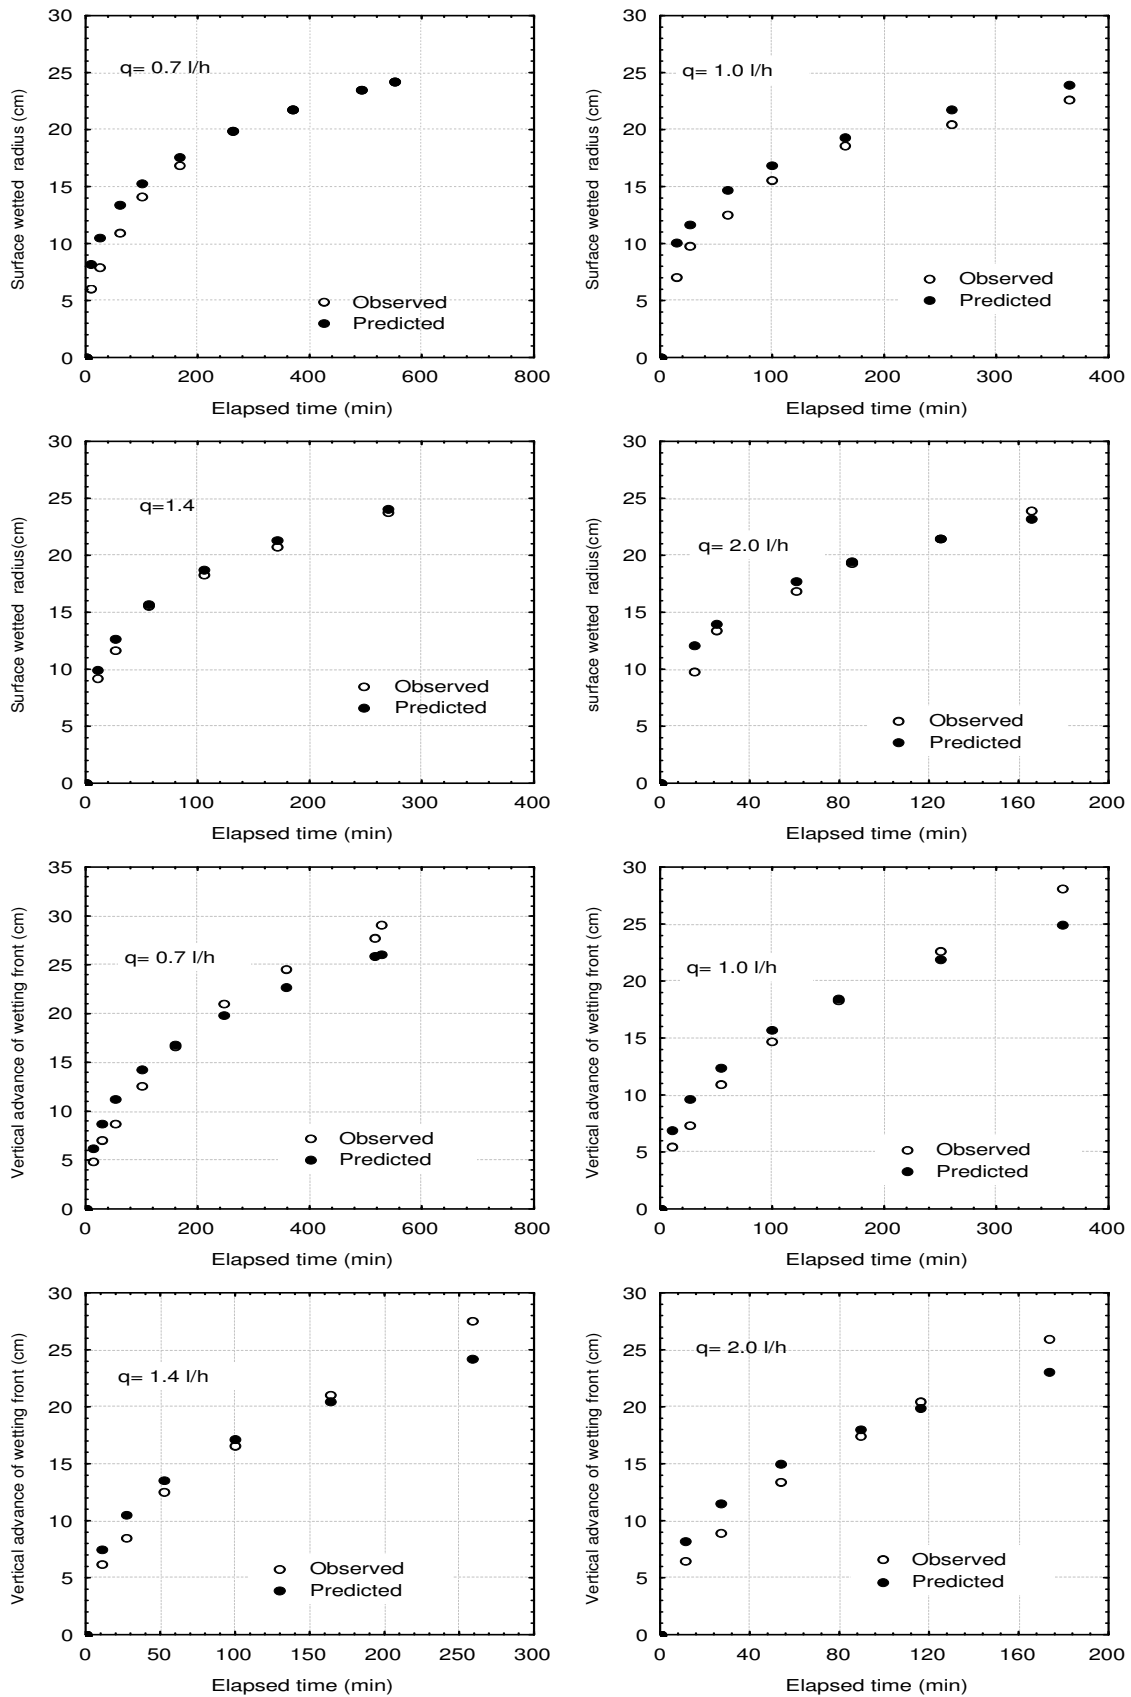 30
25
20
15
10
5
0
Surface wetted radius (cm)
q= 0.7 l/h
Observed
Predicted
0 200 400 600 800
Elapsed time (min)
30
25
20
15
10
5
0
Surface wetted radius (cm)
q= 1.0 l/h
Observed
Predicted
0 100 200 300 400
Elapsed time (min)
30
25
20
15
10
5
0
Surface wetted radius(cm)
q=1.4
Observed
Predicted
0 100 200 300 400
Elapsed time (min)
30
25
20
15
10
5
0
surface wetted radius(cm)
q= 2.0 l/h
Observed
Predicted
0 40 80 120 160 200
Elapsed time (min)
35
30
25
20
15
10
5
0
Vertical advance of wetting front (cm)
q= 0.7 l/h
Observed
Predicted
0 200 400 600 800
Elapsed time (min)
30
25
20
15
10
5
0
Vertical advance of wetting front (cm)
q= 1.0 l/h
Observed
Predicted
0 100 200 300 400
Elapsed time (min)
30
25
20
15
10
5
0
Vertical advance of wetting front (cm)
q= 1.4 l/h
Observed
Predicted
0 50 100 150 200 250 300
Elapsed time (min)
30
25
20
15
10
5
0
Vertical advance of wetting front (cm)
q= 2.0 l/h
Observed
Predicted
0 40 80 120 160 200
Elapsed time (min)